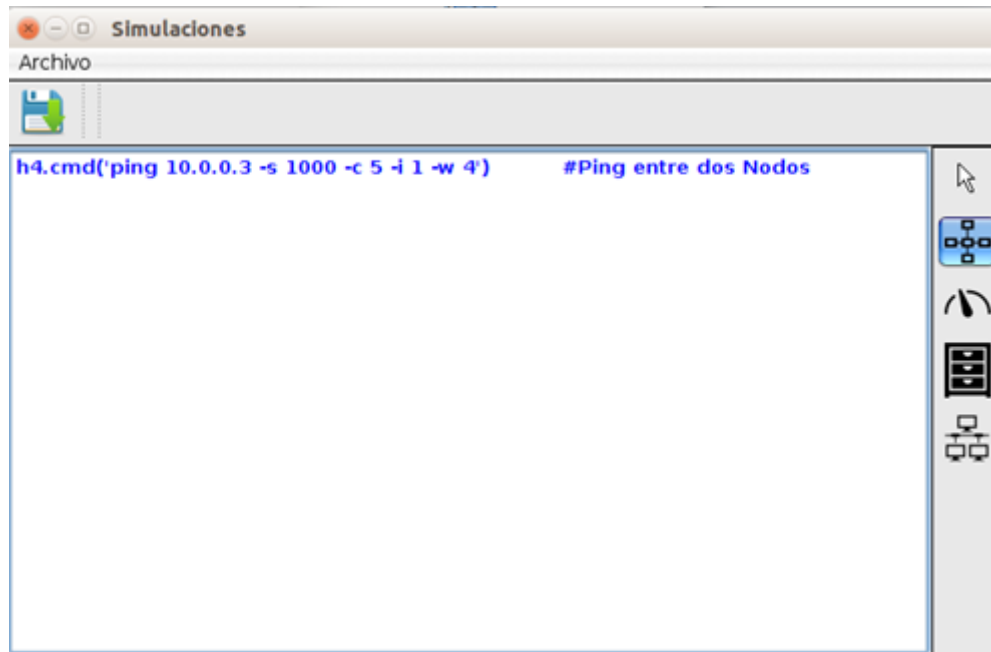 Simulaciones
Archivo
h4.cmd('ping 10.0.0.3 -s 1000 -c 5 -i 1 -w 4') #Ping entre dos Nodos